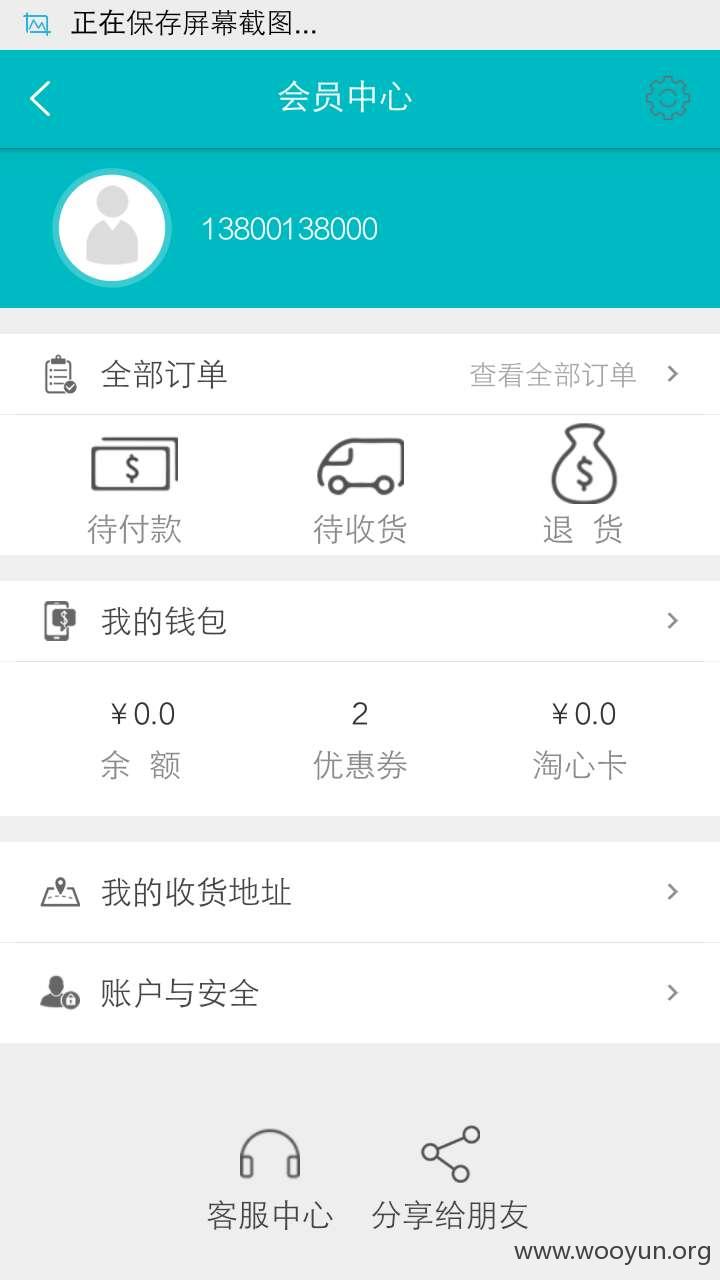 正在保存屏幕截图...
会员中心
13800138000
全部订单 查看全部订单
待付款 待收货 退 货
我的钱包
￥0.0 2 ￥0.0
余 额 优惠券 淘心卡
我的收货地址
账户与安全
客服中心 分享给朋友
www.wooyun.org